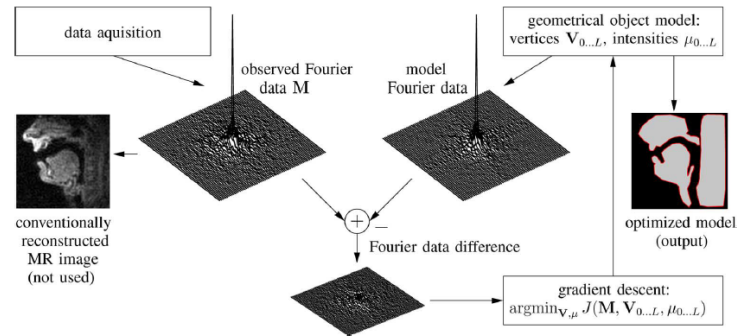 data aquisition
geometrical object model:
vertices V₀...L, intensities μ₀...L
observed Fourier
data M
model
Fourier data
conventionally
reconstructed
MR image
(not used)
+
−
Fourier data difference
optimized model
(output)
gradient descent:
argmin_V,μ J(M, V₀...L, μ₀...L)